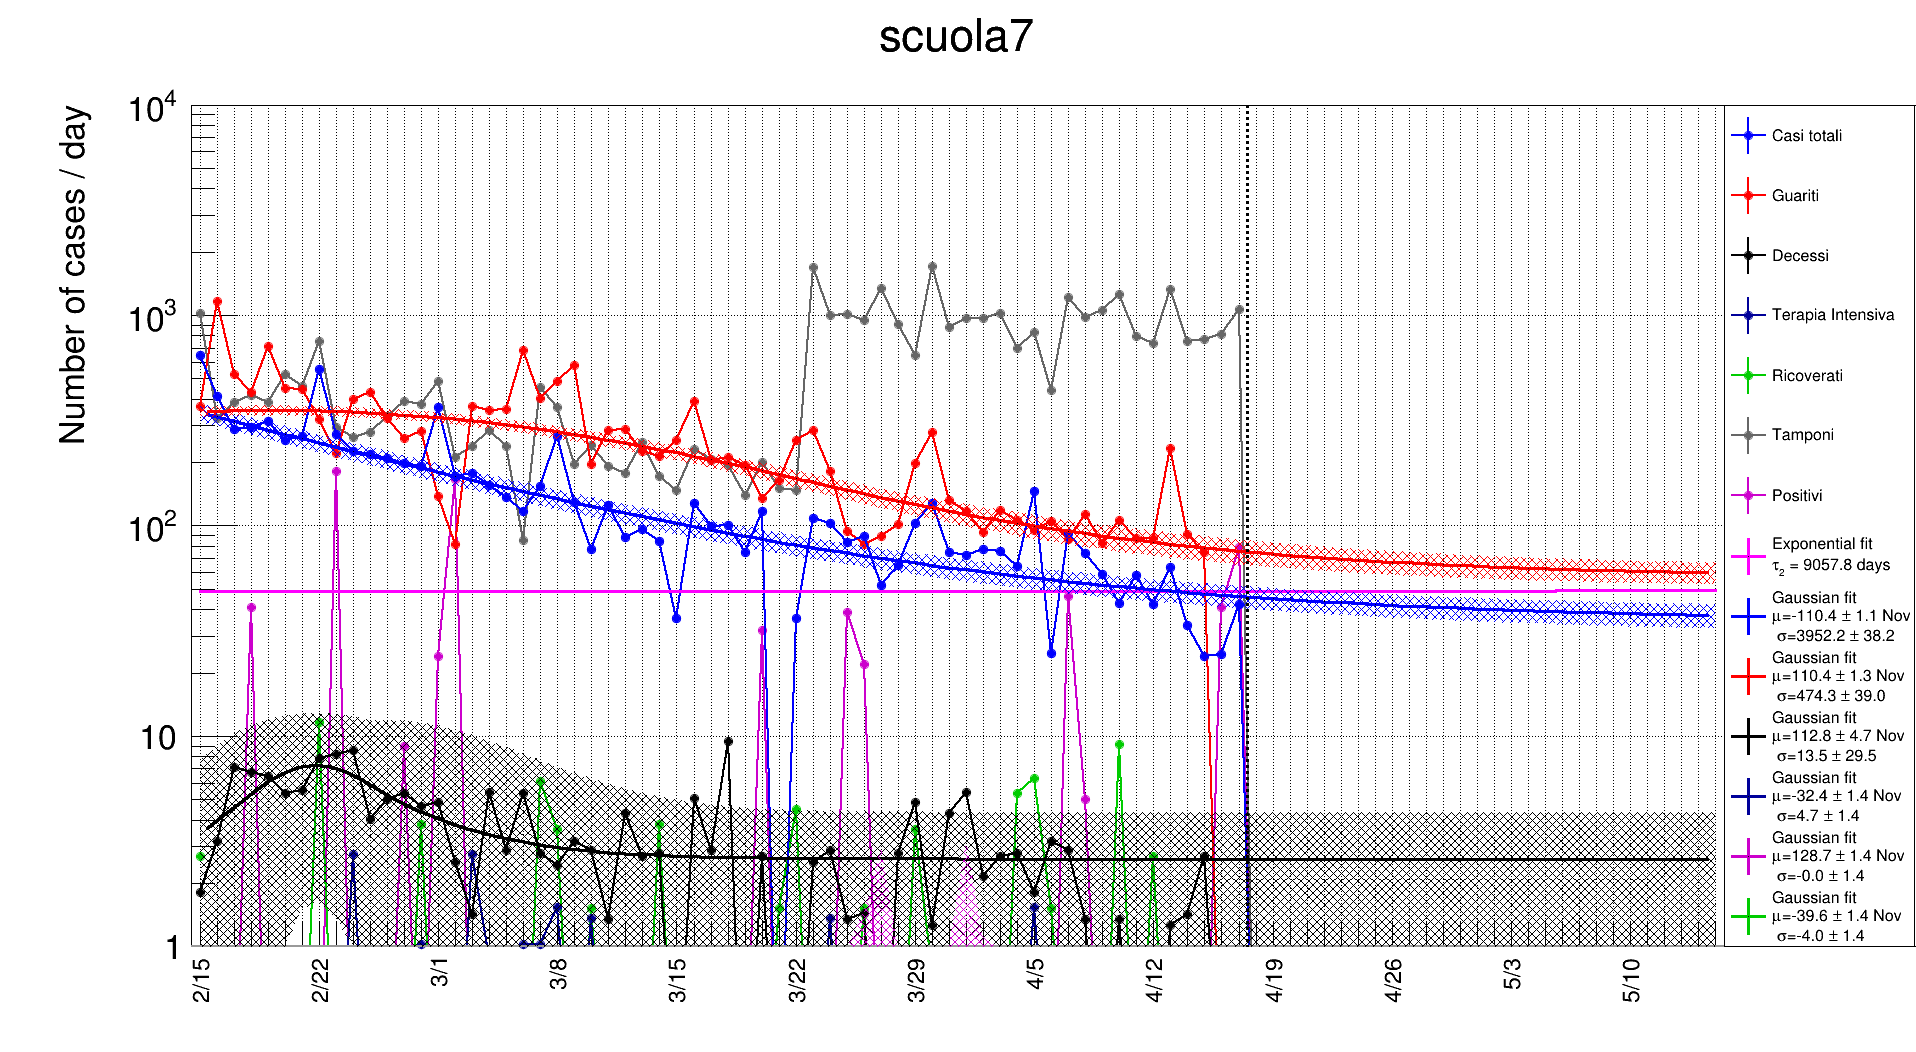 scuola7
Number of cases / day
10^4
10^3
10^2
10
1
2/15
2/22
3/1
3/8
3/15
3/22
3/29
4/5
4/12
4/19
4/26
5/3
5/10
Casi totali
Guariti
Decessi
Terapia Intensiva
Ricoverati
Tamponi
Positivi
Exponential fit
τ₂ = 9057.8 days
Gaussian fit
μ=-110.4 ± 1.1 Nov
σ=3952.2 ± 38.2
Gaussian fit
μ=110.4 ± 1.3 Nov
σ=474.3 ± 39.0
Gaussian fit
μ=112.8 ± 4.7 Nov
σ=13.5 ± 29.5
Gaussian fit
μ=-32.4 ± 1.4 Nov
σ=4.7 ± 1.4
Gaussian fit
μ=128.7 ± 1.4 Nov
σ=-0.0 ± 1.4
Gaussian fit
μ=-39.6 ± 1.4 Nov
σ=-4.0 ± 1.4